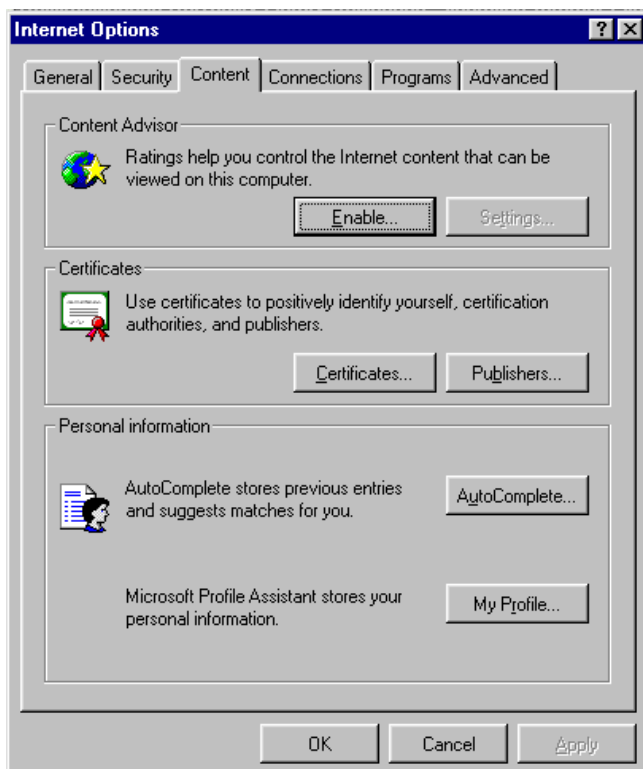 Internet Options
General Security Content Connections Programs Advanced
Content Advisor
Ratings help you control the Internet content that can be
viewed on this computer.
Enable... Settings...
Certificates
Use certificates to positively identify yourself, certification
authorities, and publishers.
Certificates... Publishers...
Personal information
AutoComplete stores previous entries
and suggests matches for you.
AutoComplete...
Microsoft Profile Assistant stores your
personal information.
My Profile...
OK Cancel Apply